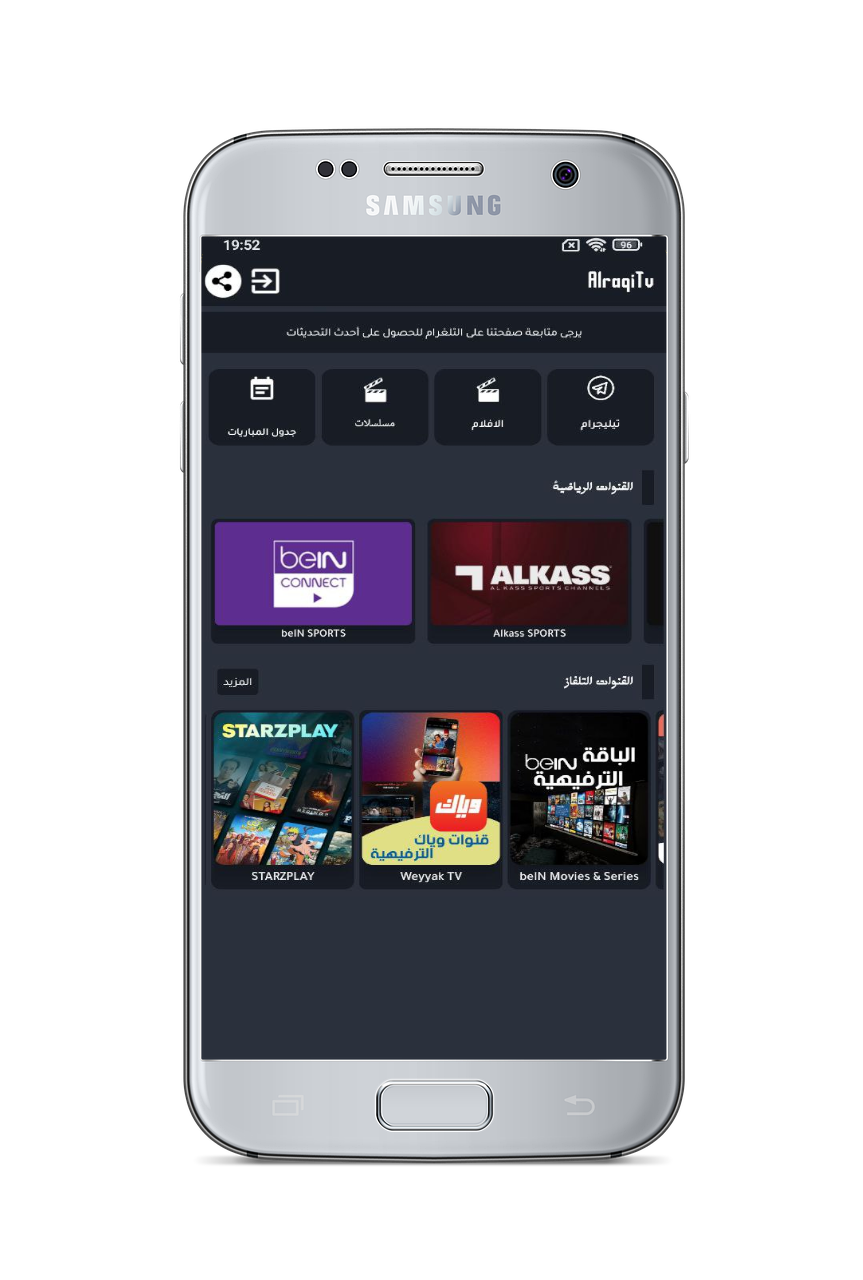 SAMSUNG
19:52
96
AlraqiTv
يرجى متابعة صفحتنا على التلغرام للحصول على أحدث التحديثات
تيليجرام
الافلام
مسلسلات
جدول المباريات
القنوات الرياضية
beIN
CONNECT
beIN SPORTS
ALKASS
AL KASS SPORTS CHANNELS
Alkass SPORTS
القنوات التلفاز
المزيد
STARZPLAY
STARZPLAY
وياك
قنوات وياك
الترفيهية
Weyyak TV
الباقة
beIN
الترفيهية
beIN Movies & Series